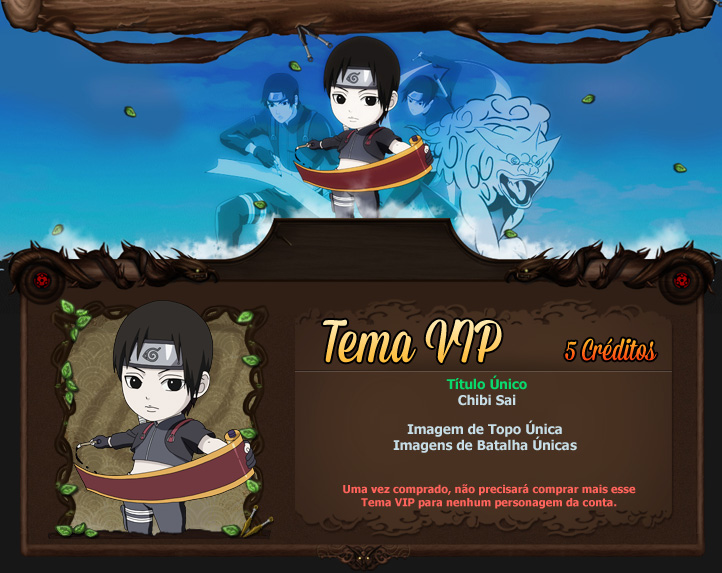 Tema VIP
5 Créditos
Título Único
Chibi Sai
Imagem de Topo Única
Imagens de Batalha Únicas
Uma vez comprado, não precisará comprar mais esse
Tema VIP para nenhum personagem da conta.